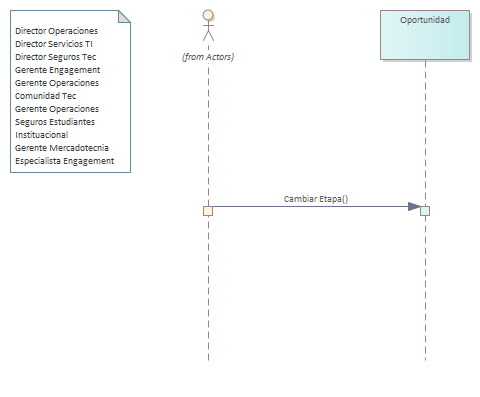 Director Operaciones
Director Servicios TI
Director Seguros Tec
Gerente Engagement
Gerente Operaciones
Comunidad Tec
Gerente Operaciones
Seguros Estudiantes
Instituacional
Gerente Mercadotecnia
Especialista Engagement
(from Actors)
Oportunidad
Cambiar Etapa()